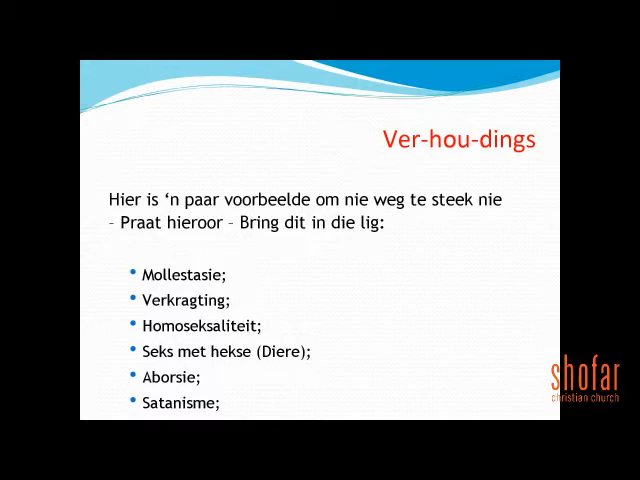 Ver-hou-dings
Hier is ‘n paar voorbeelde om nie weg te steek nie
– Praat hieroor – Bring dit in die lig:
• Mollestasie;
• Verkragting;
• Homoseksaliteit;
• Seks met hekse (Diere);
• Aborsie;
• Satanisme;
shofar
christian church